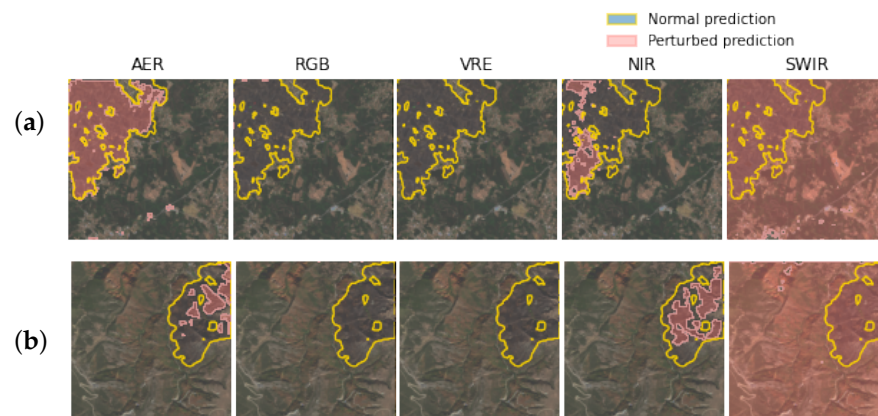 Normal prediction
Perturbed prediction
AER RGB VRE NIR SWIR
(a)
(b)